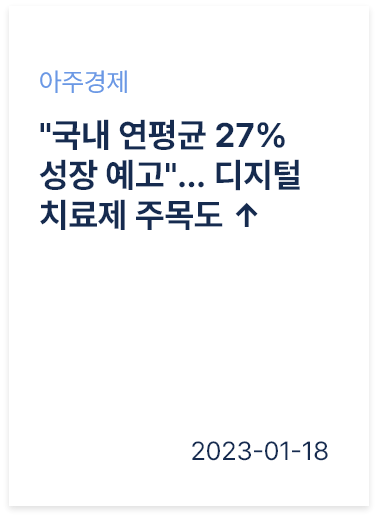 아주경제
"국내 연평균 27%
성장 예고"... 디지털
치료제 주목도 ↑
2023-01-18